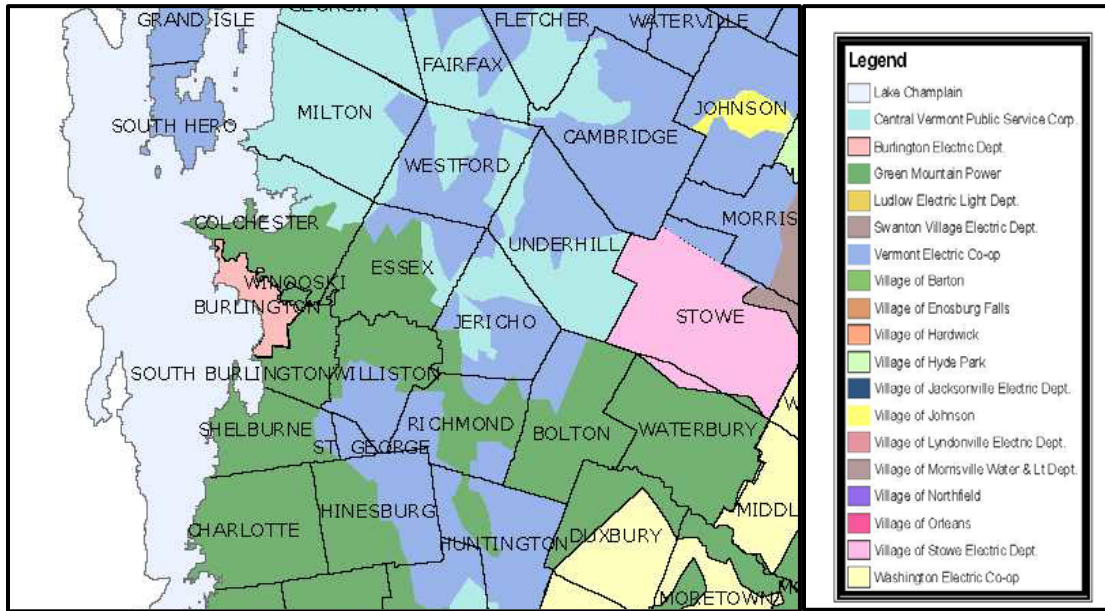 GEORGIA
GRAND ISLE
FLETCHER
WATERVILLE
FAIRFAX
JOHNSON
MILTON
SOUTH HERO
CAMBRIDGE
WESTFORD
MORRIS
COLCHESTER
UNDERHILL
ESSEX
WINOOSKI
BURLINGTON
STOWE
JERICHO
SOUTH BURLINGTON
WILLISTON
W
RICHMOND
SHELBURNE
BOLTON
WATERBURY
ST. GEORGE
HINESBURG
MIDDL
CHARLOTTE
HUNTINGTON
DUXBURY
MORETOWN
Legend
Lake Champlain
Central Vermont Public Service Corp.
Burlington Electric Dept.
Green Mountain Power
Ludlow Electric Light Dept.
Swanton Village Electric Dept.
Vermont Electric Co-op
Village of Barton
Village of Enosburg Falls
Village of Hardwick
Village of Hyde Park
Village of Jacksonville Electric Dept.
Village of Johnson
Village of Lyndonville Electric Dept.
Village of Morrisville Water & Lt Dept.
Village of Northfield
Village of Orleans
Village of Stowe Electric Dept.
Washington Electric Co-op